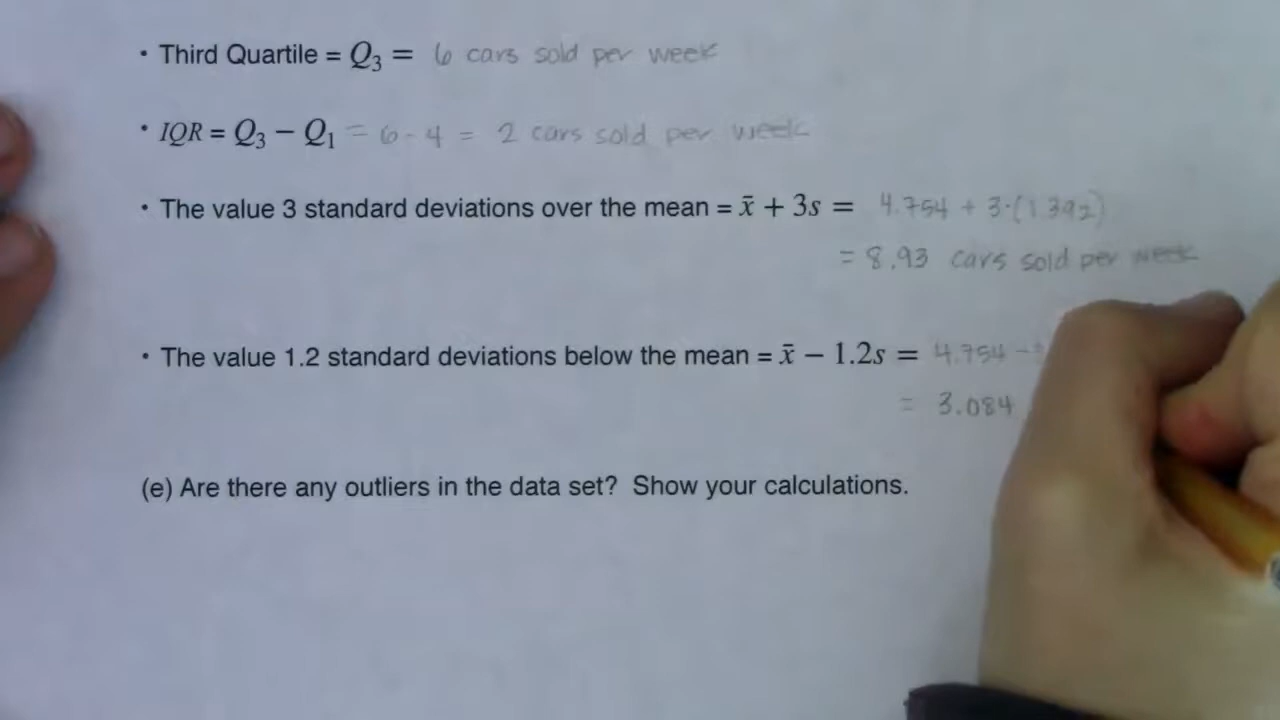 • Third Quartile = Q₃ = 6 cars sold per week
• IQR = Q₃ − Q₁ = 6 - 4 = 2 cars sold per week
• The value 3 standard deviations over the mean = x̄ + 3s = 4.754 + 3·(1.392)
= 8.93 cars sold per week
• The value 1.2 standard deviations below the mean = x̄ − 1.2s = 4.754 -
= 3.084
(e) Are there any outliers in the data set? Show your calculations.